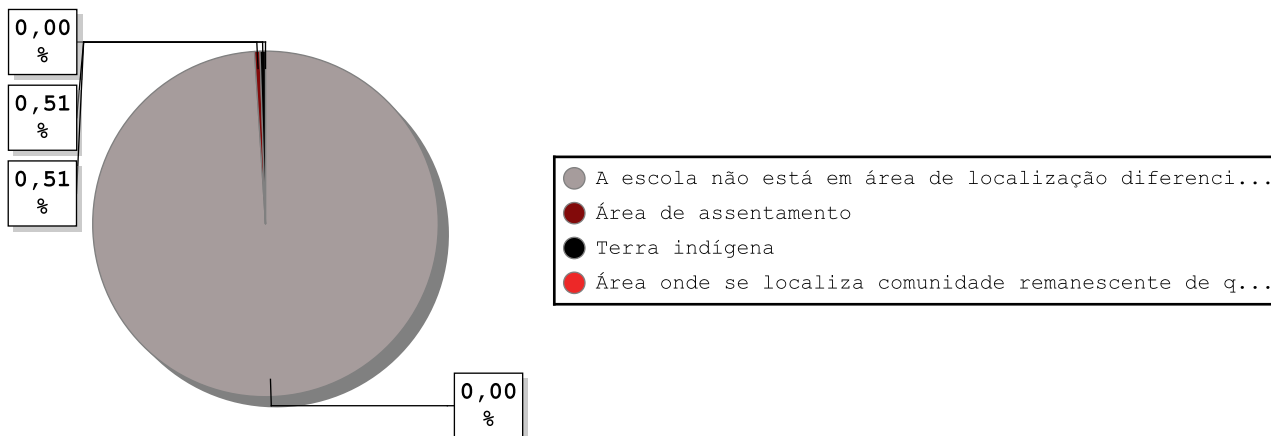 0,00
%
0,51
%
0,51
%
A escola não está em área de localização diferenci...
Área de assentamento
Terra indígena
Área onde se localiza comunidade remanescente de q...
0,00
%